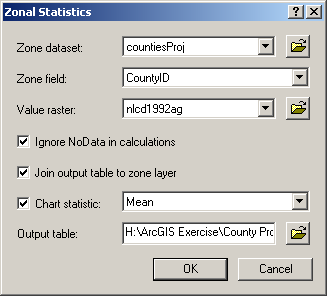 Zonal Statistics
Zone dataset: countiesProj
Zone field: CountyID
Value raster: nlcd1992ag
Ignore NoData in calculations
Join output table to zone layer
Chart statistic: Mean
Output table: H:\ArcGIS Exercise\County Pro
OK Cancel